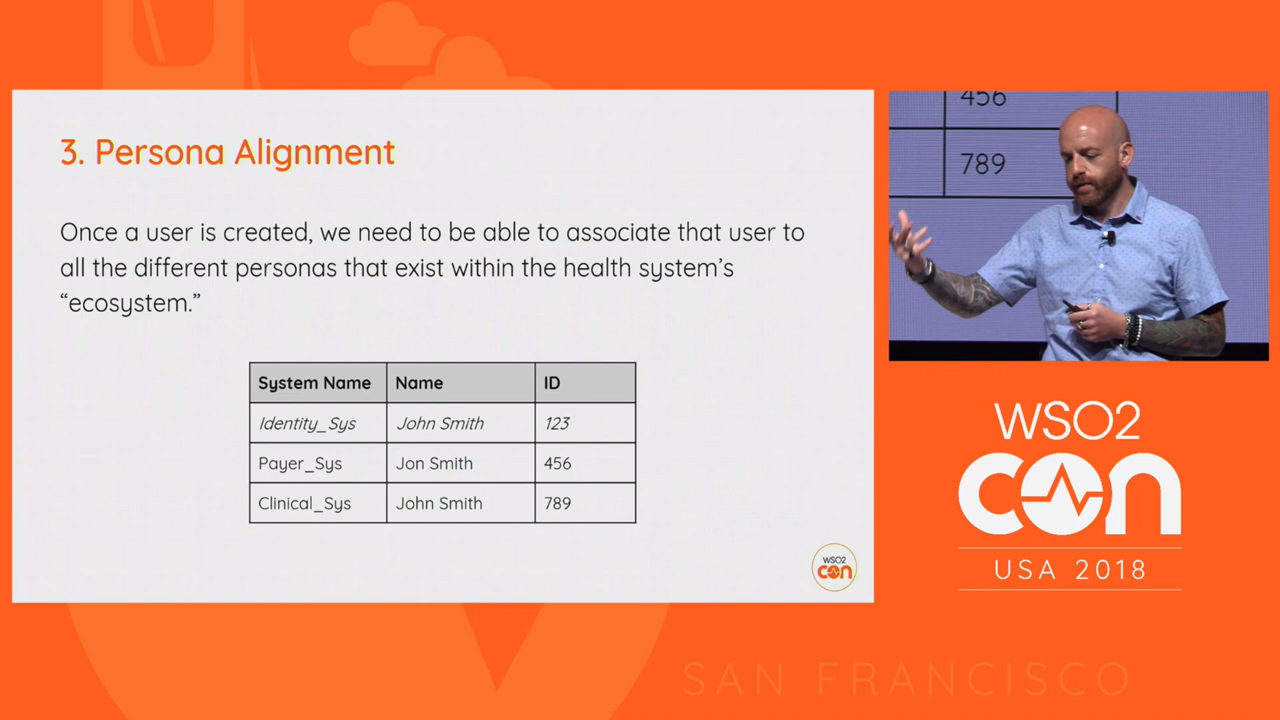 3. Persona Alignment
Once a user is created, we need to be able to associate that user to
all the different personas that exist within the health system’s
“ecosystem.”
System Name Name ID
Identity_Sys John Smith 123
Payer_Sys Jon Smith 456
Clinical_Sys John Smith 789
WSO2
con
456
789
WSO2
con
USA 2018
SAN FRANCISCO